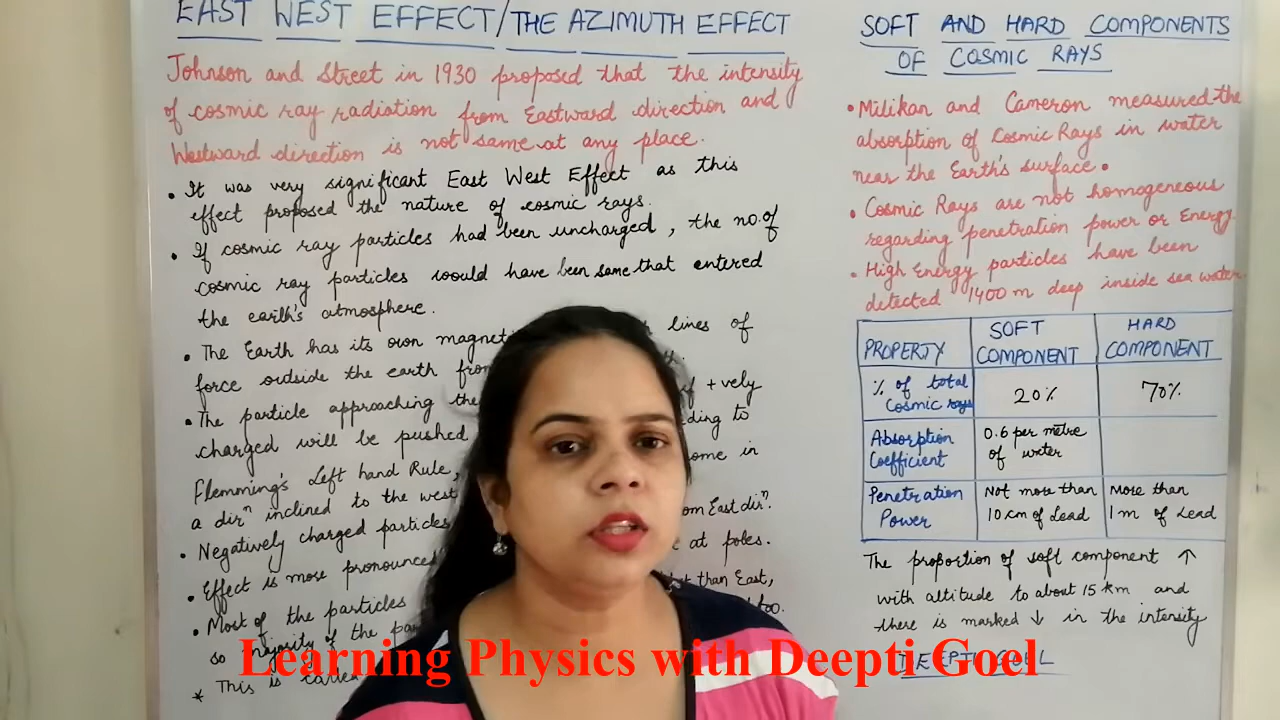 EAST WEST EFFECT/THE AZIMUTH EFFECT
Johnson and Street in 1930 proposed that the intensity
of cosmic ray radiation from Eastward direction and
Westward direction is not same at any place.
• It was very significant East West Effect as this
effect proposed the nature of cosmic rays.
• If cosmic ray particles had been uncharged, the no. of
cosmic ray particles would have been same that entered
the earth's atmosphere.
• The Earth has its own lines of
force outside the earth
• The particle approaching the +vely
charged will be pushed
Flemming's Left hand Rule, come in
a dirⁿ inclined to the west
• Negatively charged particles East dirⁿ.
• Effect is more pronounced at poles.
• Most of the particles than East,
so majority of the too.
* This is called
SOFT AND HARD COMPONENTS
OF COSMIC RAYS
• Milikan and Cameron measured the
absorption of Cosmic Rays in water
near the Earth's surface.
• Cosmic Rays are not homogeneous
regarding penetration power or Energy.
• High Energy particles have been
detected 1400 m deep inside sea water.
PROPERTY SOFT COMPONENT HARD COMPONENT
% of total Cosmic rays 20% 70%
Absorption Coefficient 0.6 per metre of water
Penetration Power Not more than 10 cm of Lead More than 1 m of Lead
The proportion of soft component ↑
with altitude to about 15 km and
there is marked ↓ in the intensity
DEEPTI GOEL
Learning Physics with Deepti Goel